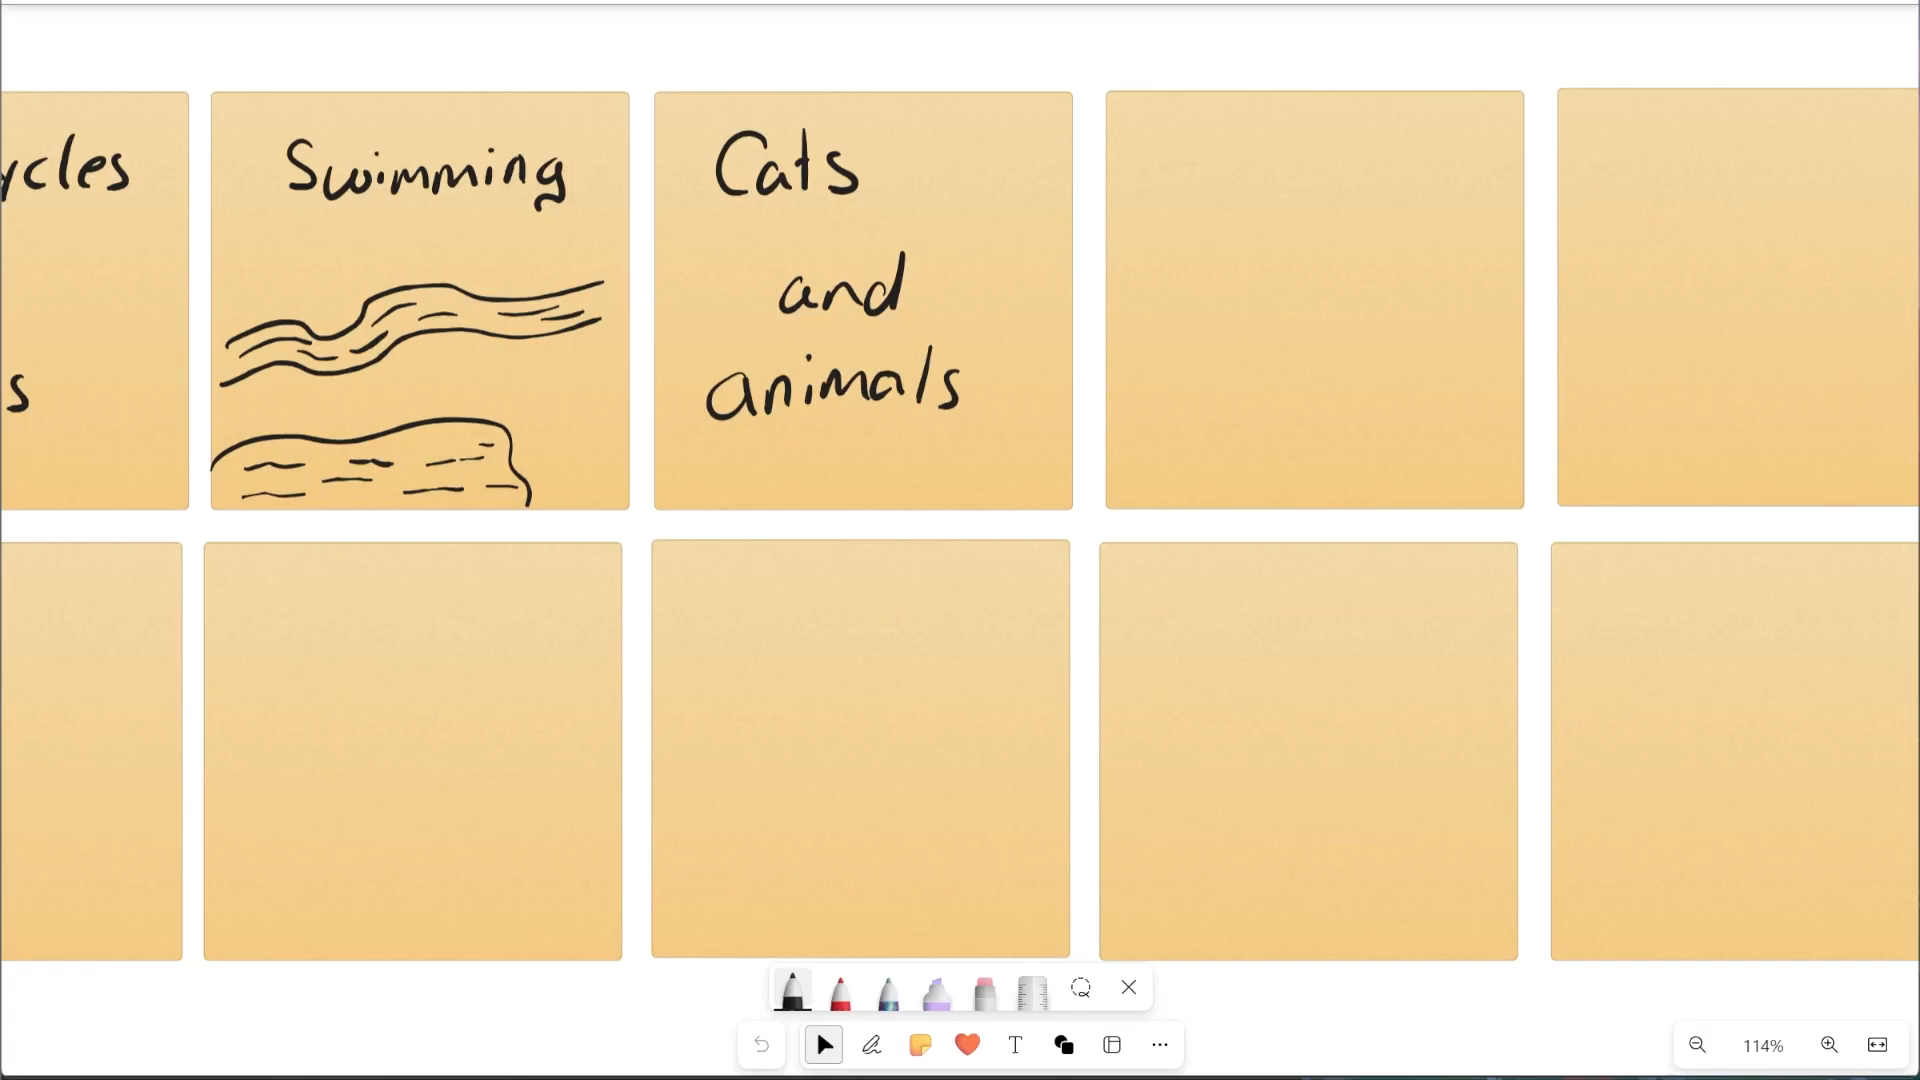 ycles
Swimming
Cats
and
animals
s
114%